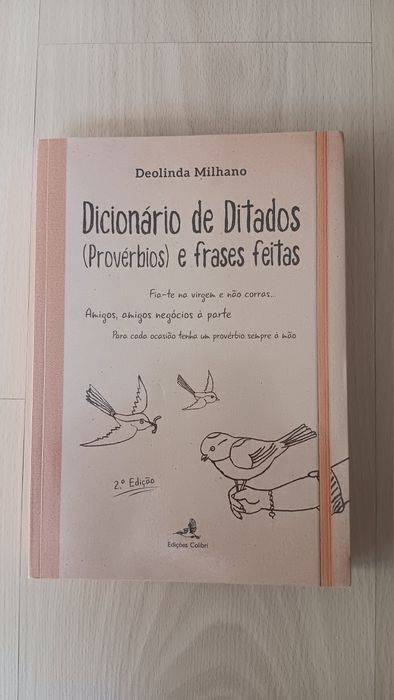 Deolinda Milhano
Dicionário de Ditados
(Provérbios) e frases feitas
Fia-te na virgem e não corras...
Amigos, amigos negócios à parte
Para cada ocasião tenha um provérbio sempre à mão
2.ª Edição
Edições Colibri